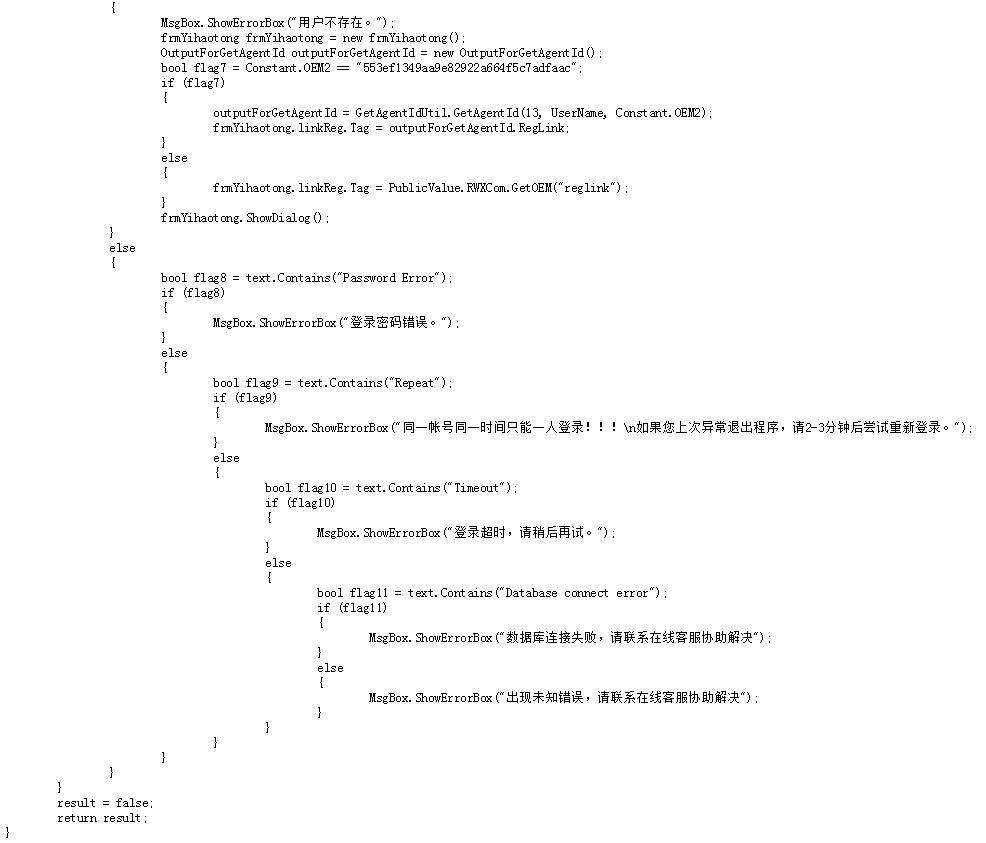 {
MsgBox.ShowErrorBox("用户不存在。");
frmYihaotong frmYihaotong = new frmYihaotong();
OutputForGetAgentId outputForGetAgentId = new OutputForGetAgentId();
bool flag7 = Constant.OEM2 == "553ef1349aa9e82922a664f5c7adfaac";
if (flag7)
{
outputForGetAgentId = GetAgentIdUtil.GetAgentId(13, UserName, Constant.OEM2);
frmYihaotong.linkReg.Tag = outputForGetAgentId.RegLink;
}
else
{
frmYihaotong.linkReg.Tag = PublicValue.RWXCom.GetOEM("reglink");
}
frmYihaotong.ShowDialog();
}
else
{
bool flag8 = text.Contains("Password Error");
if (flag8)
{
MsgBox.ShowErrorBox("登录密码错误。");
}
else
{
bool flag9 = text.Contains("Repeat");
if (flag9)
{
MsgBox.ShowErrorBox("同一帐号同一时间只能一人登录！！！\n如果您上次异常退出程序，请2-3分钟后尝试重新登录。");
}
else
{
bool flag10 = text.Contains("Timeout");
if (flag10)
{
MsgBox.ShowErrorBox("登录超时，请稍后再试。");
}
else
{
bool flag11 = text.Contains("Database connect error");
if (flag11)
{
MsgBox.ShowErrorBox("数据库连接失败，请联系在线客服协助解决");
}
else
{
MsgBox.ShowErrorBox("出现未知错误，请联系在线客服协助解决");
}
}
}
}
}
}
result = false;
return result;
}